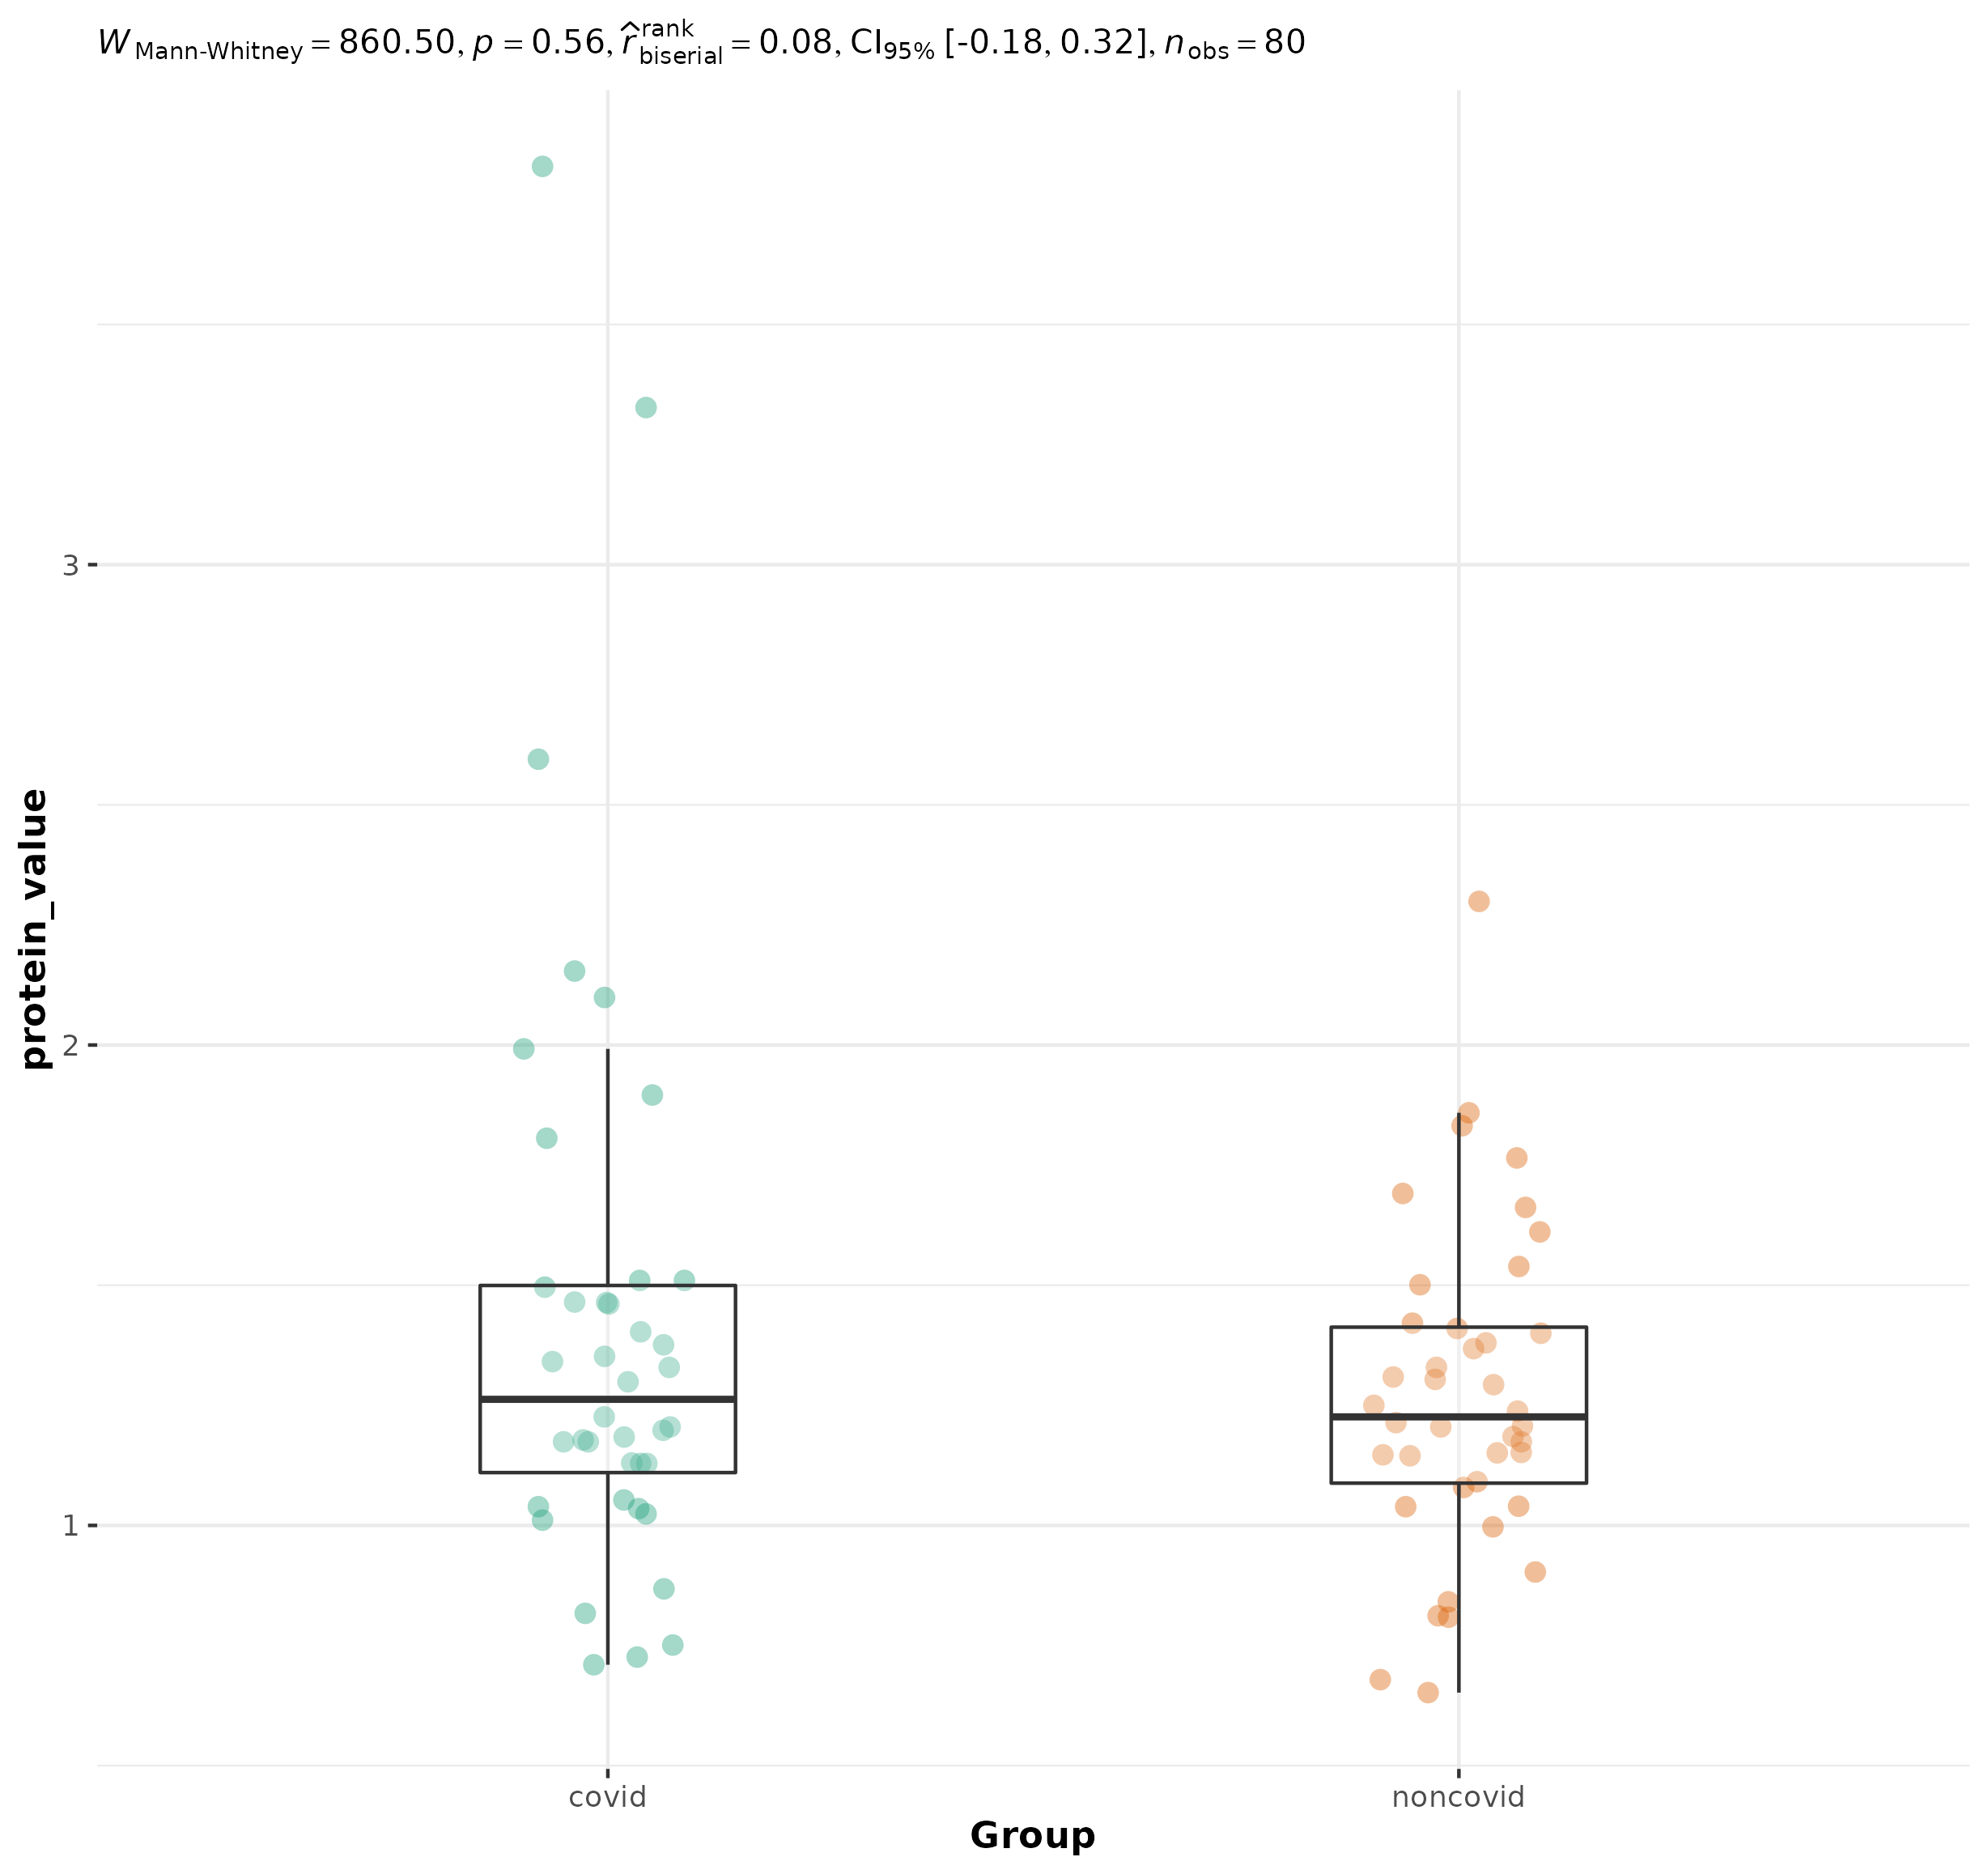 W Mann-Whitney = 860.50, p = 0.56, r̂ rank biserial = 0.08, CI95% [-0.18, 0.32], nobs = 80
3
2
1
protein_value
covid noncovid
Group